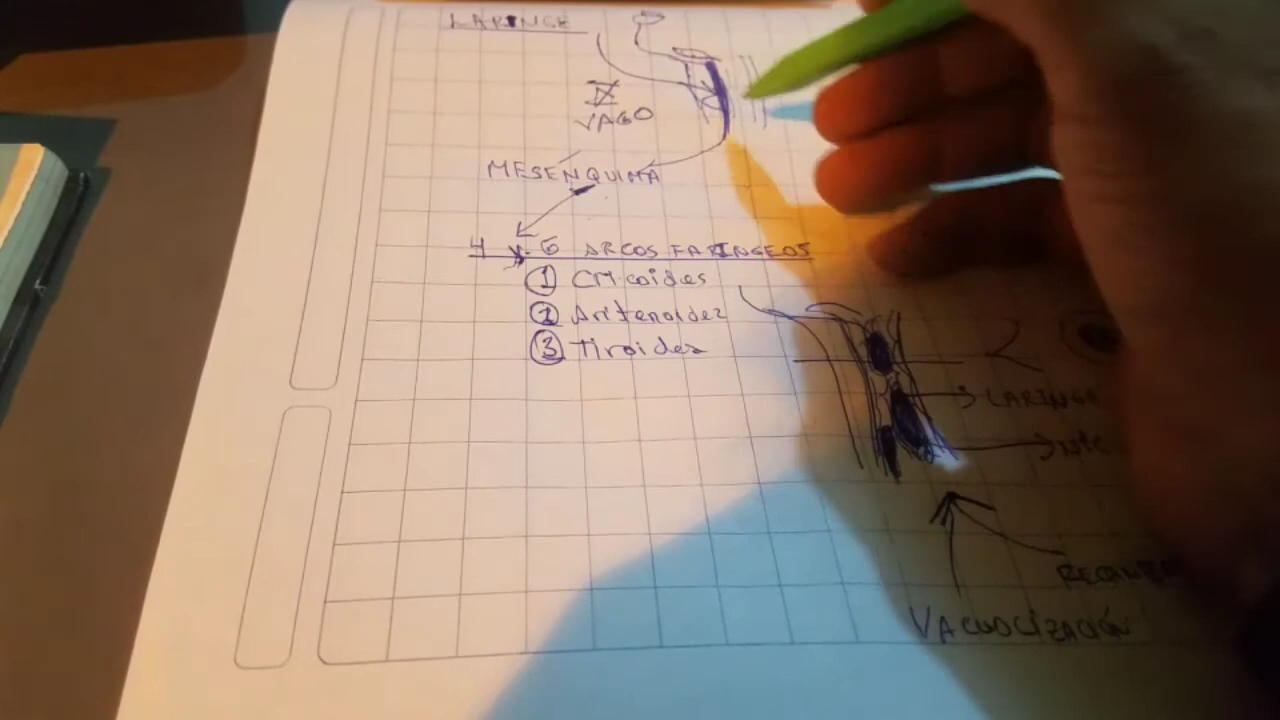 LARINGE
X
VAGO
MESENQUIMA
4 y 6 ARCOS FARINGEOS
1 Cricoides
2 Aritenoides
3 Tiroides
LARINGE
VACUOLIZACIÓN